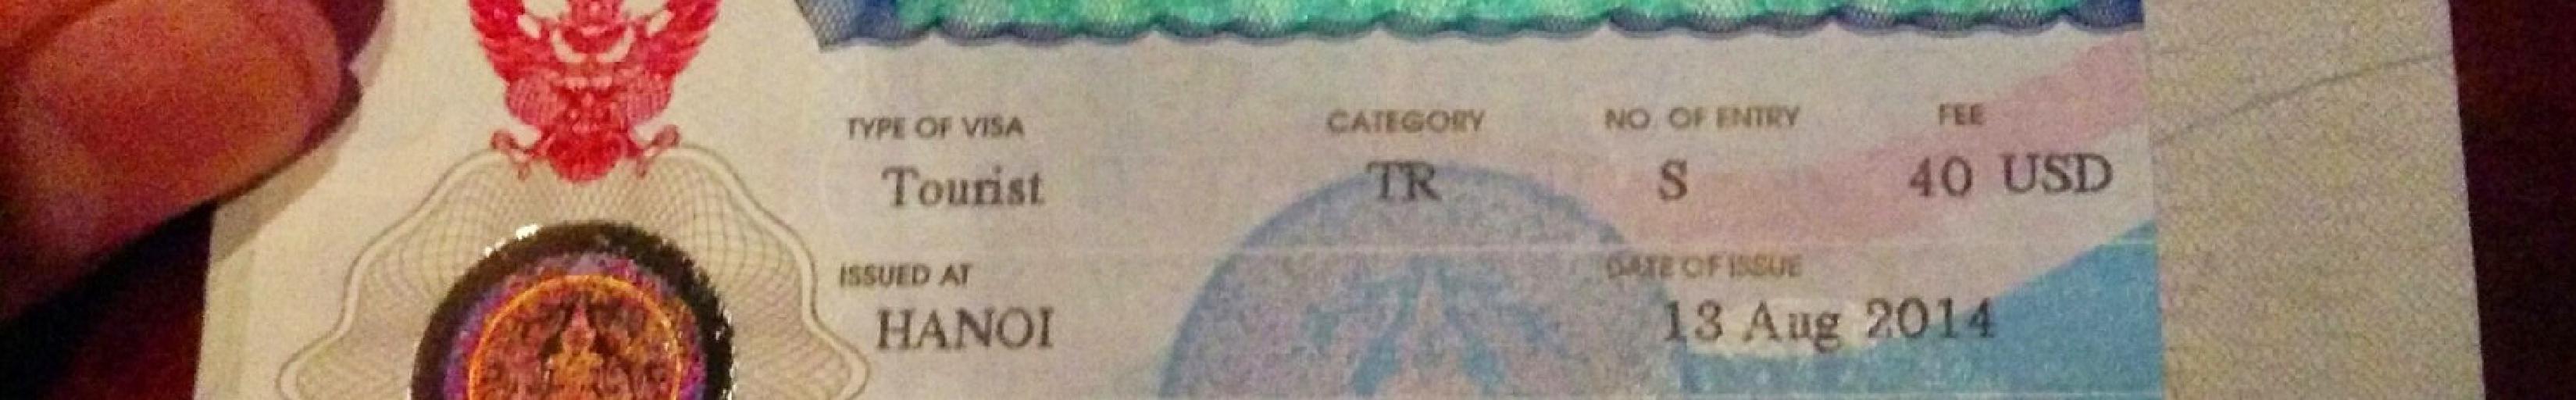 TYPE OF VISA CATEGORY NO. OF ENTRY FEE
Tourist TR S 40 USD
ISSUED AT DATE OF ISSUE
HANOI 13 Aug 2014